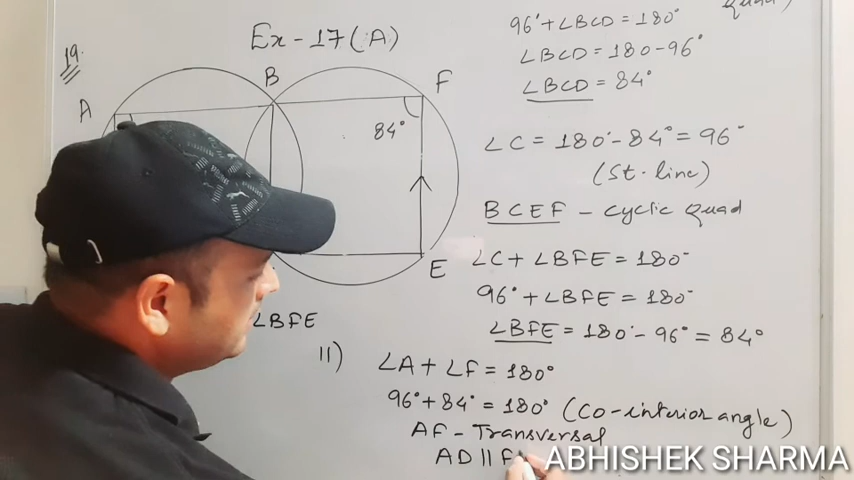 19.
Ex-17(A)
A
B
F
84°
E
∠BFE
quad)
96°+∠BCD = 180°
∠BCD = 180-96°
∠BCD = 84°
∠C = 180°-84° = 96°
(St. line)
BCEF - cyclic quad
∠C + ∠BFE = 180°
96° + ∠BFE = 180°
∠BFE = 180°-96° = 84°
11) ∠A + ∠F = 180°
96°+84° = 180° (Co-interior angle)
AF - Transversal
AD || F
ABHISHEK SHARMA